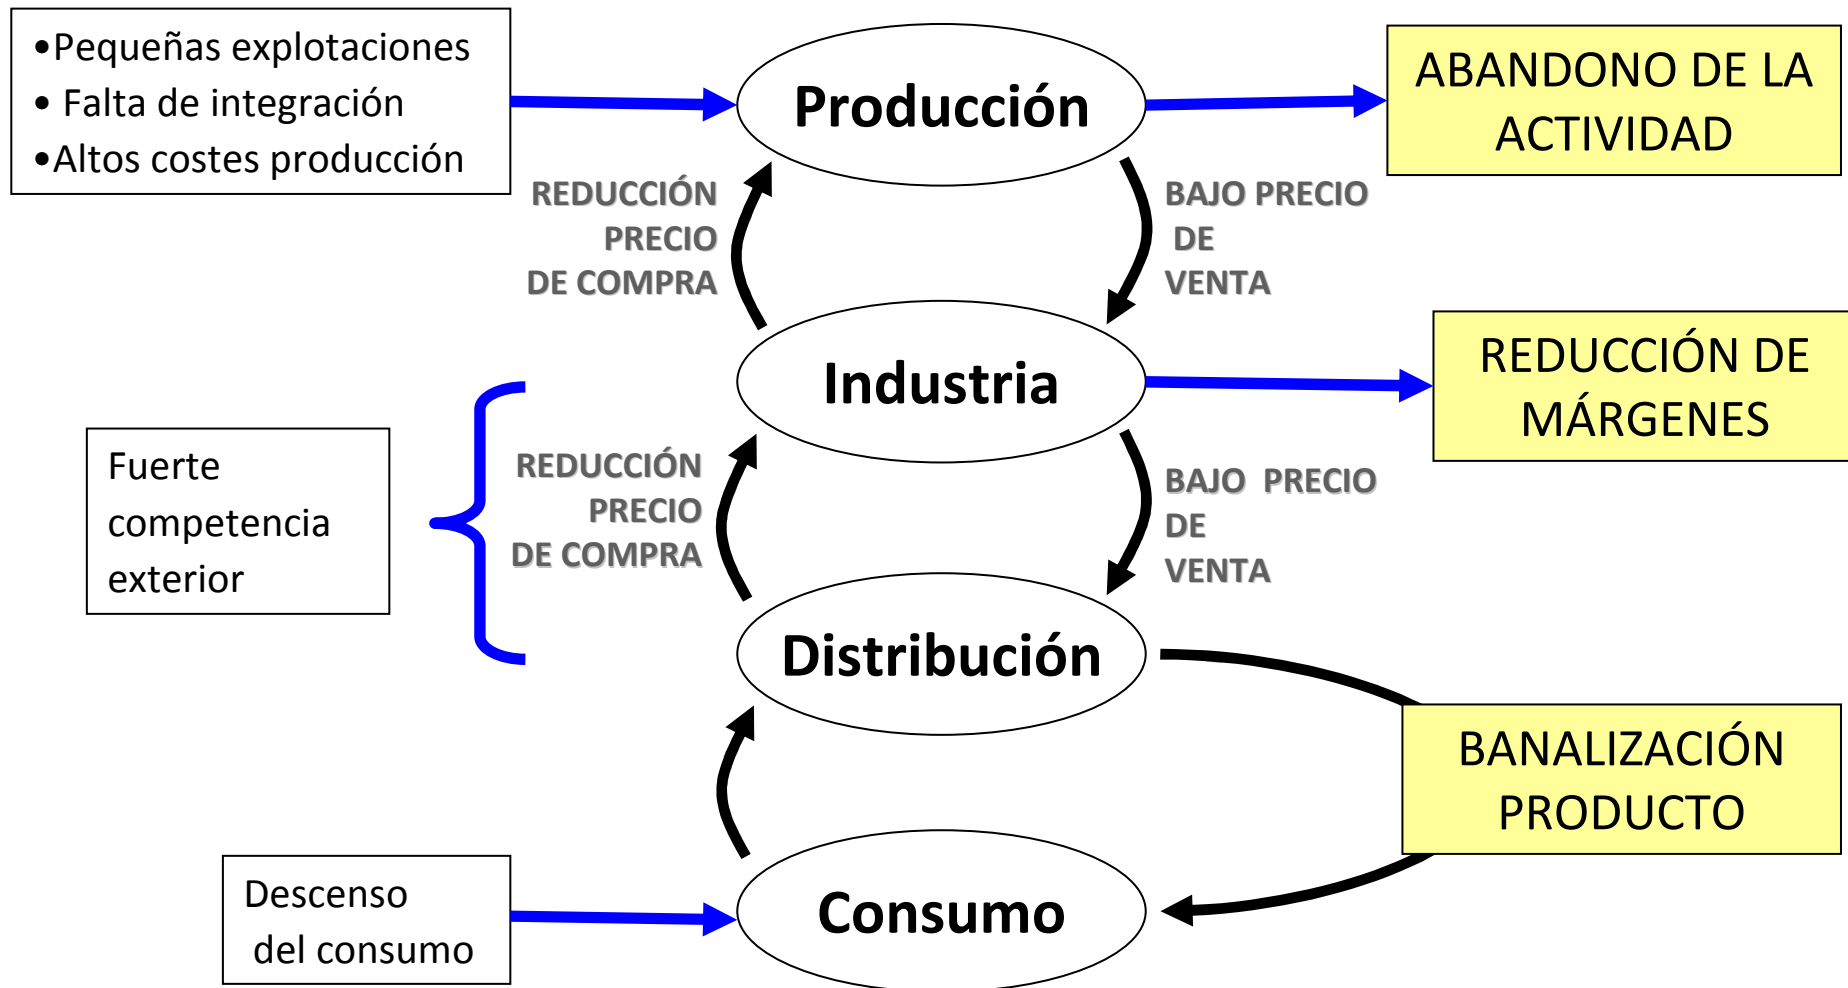 •Pequeñas explotaciones
• Falta de integración
•Altos costes producción
Producción
ABANDONO DE LA
ACTIVIDAD
REDUCCIÓN
PRECIO
DE COMPRA
BAJO PRECIO
DE
VENTA
Industria
REDUCCIÓN DE
MÁRGENES
Fuerte
competencia
exterior
REDUCCIÓN
PRECIO
DE COMPRA
BAJO PRECIO
DE
VENTA
Distribución
BANALIZACIÓN
PRODUCTO
Descenso
del consumo
Consumo